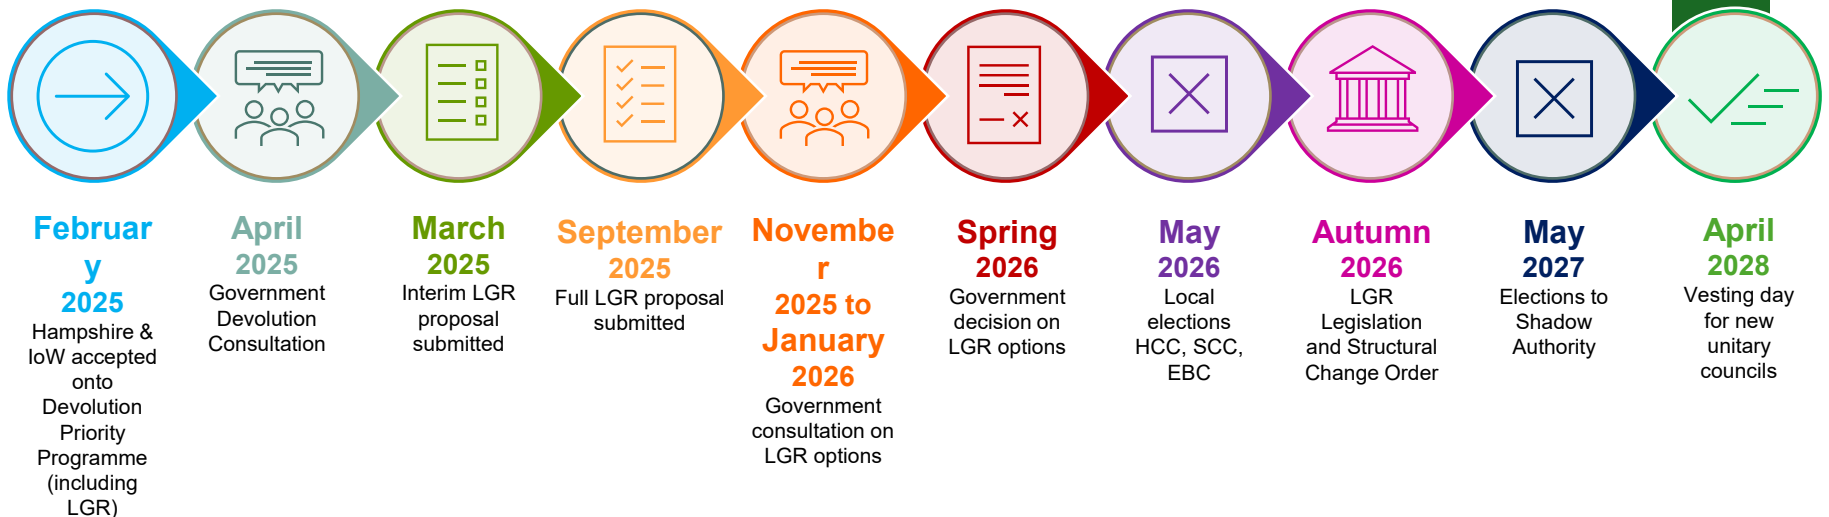 Februar
y
2025
Hampshire &
IoW accepted
onto
Devolution
Priority
Programme
(including
LGR)
April
2025
Government
Devolution
Consultation
March
2025
Interim LGR
proposal
submitted
September
2025
Full LGR proposal
submitted
Novembe
r
2025 to
January
2026
Government
consultation on
LGR options
Spring
2026
Government
decision on
LGR options
May
2026
Local
elections
HCC, SCC,
EBC
Autumn
2026
LGR
Legislation
and Structural
Change Order
May
2027
Elections to
Shadow
Authority
April
2028
Vesting day
for new
unitary
councils